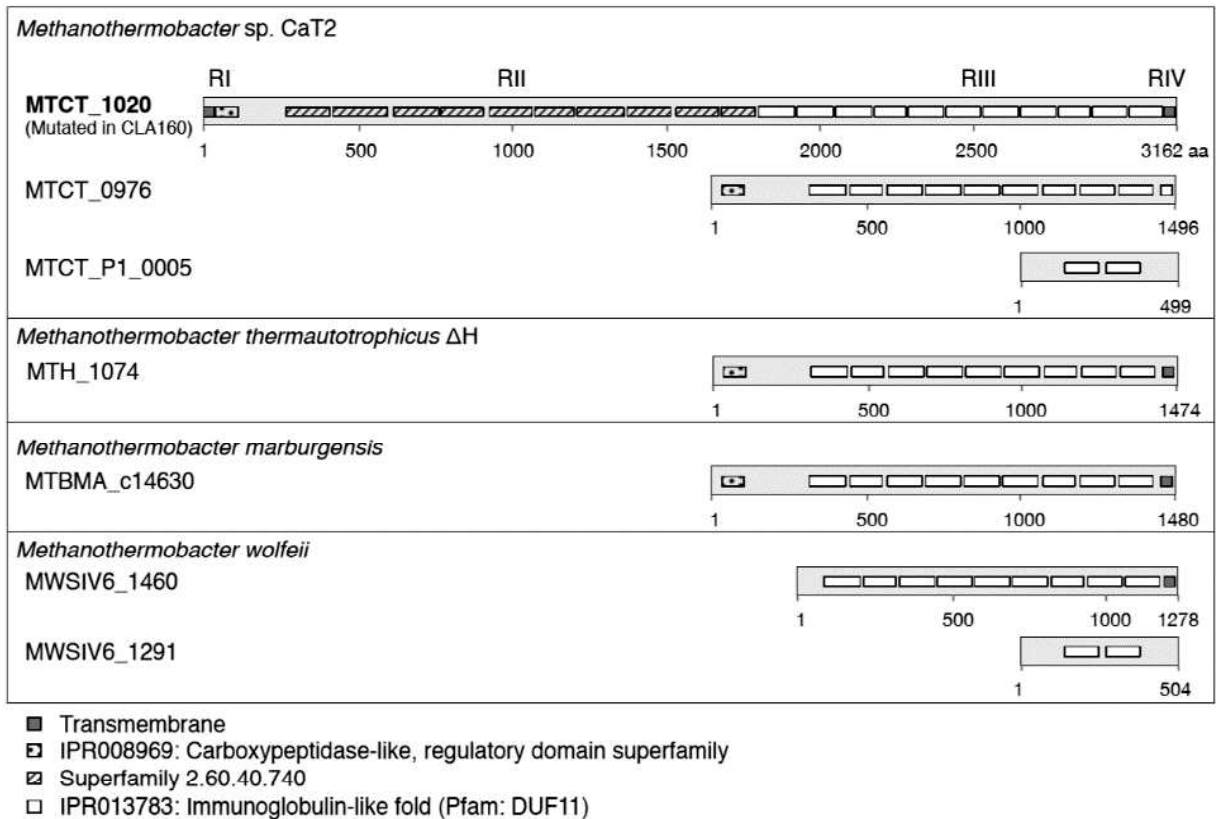 Methanothermobacter sp. CaT2
RI RII RIII RIV
MTCT_1020
(Mutated in CLA160)
1 500 1000 1500 2000 2500 3162 aa
MTCT_0976
1 500 1000 1496
MTCT_P1_0005
1 499
Methanothermobacter thermautotrophicus ΔH
MTH_1074
1 500 1000 1474
Methanothermobacter marburgensis
MTBMA_c14630
1 500 1000 1480
Methanothermobacter wolfeii
MWSIV6_1460
1 500 1000 1278
MWSIV6_1291
1 504
Transmembrane
IPR008969: Carboxypeptidase-like, regulatory domain superfamily
Superfamily 2.60.40.740
IPR013783: Immunoglobulin-like fold (Pfam: DUF11)